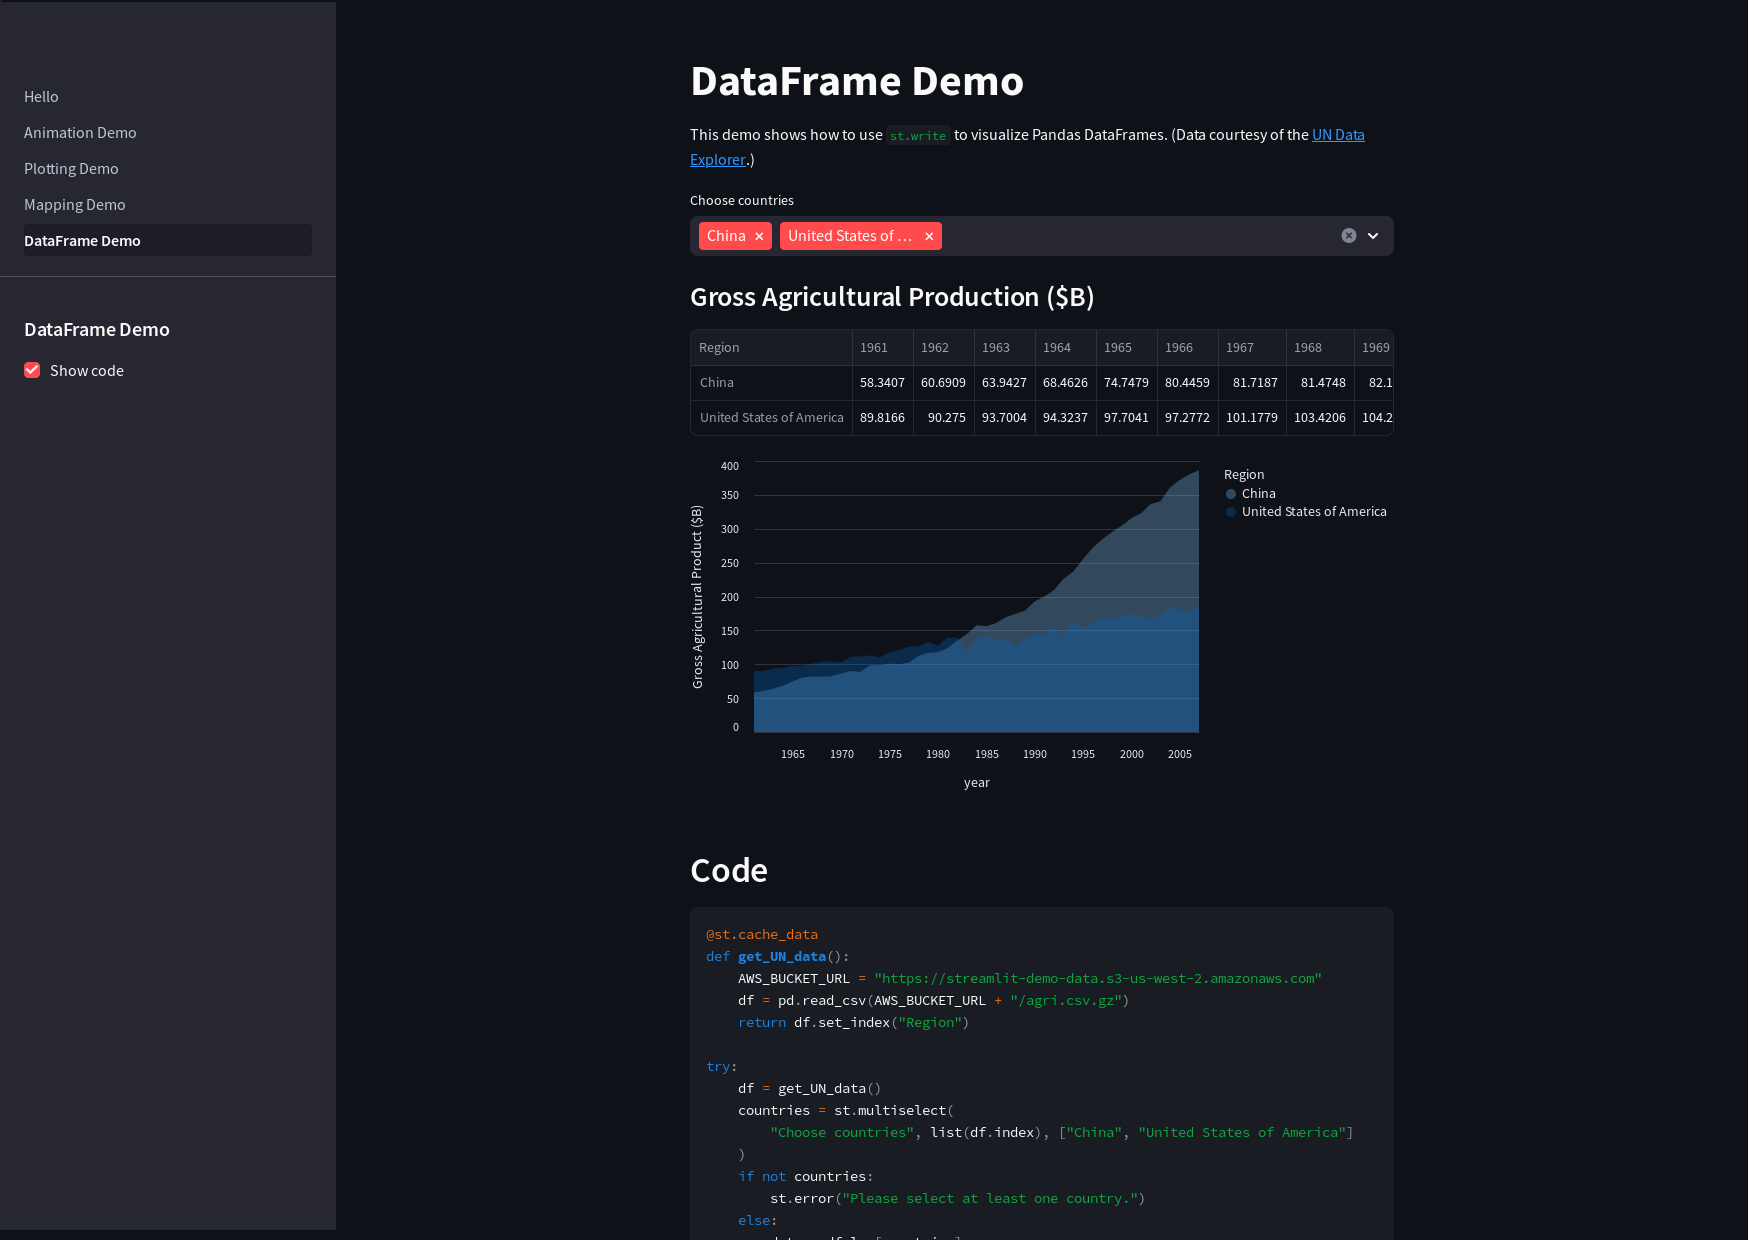 Hello
Animation Demo
Plotting Demo
Mapping Demo
DataFrame Demo
DataFrame Demo
Show code
DataFrame Demo
This demo shows how to use st.write to visualize Pandas DataFrames. (Data courtesy of the UN Data
Explorer.)
Choose countries
China United States of ...
Gross Agricultural Production ($B)
Region 1961 1962 1963 1964 1965 1966 1967 1968 1969
China 58.3407 60.6909 63.9427 68.4626 74.7479 80.4459 81.7187 81.4748 82.1
United States of America 89.8166 90.275 93.7004 94.3237 97.7041 97.2772 101.1779 103.4206 104.2
Gross Agricultural Product ($B)
400
350
300
250
200
150
100
50
0
1965 1970 1975 1980 1985 1990 1995 2000 2005
year
Region
China
United States of America
Code
@st.cache_data
def get_UN_data():
    AWS_BUCKET_URL = "https://streamlit-demo-data.s3-us-west-2.amazonaws.com"
    df = pd.read_csv(AWS_BUCKET_URL + "/agri.csv.gz")
    return df.set_index("Region")
try:
    df = get_UN_data()
    countries = st.multiselect(
        "Choose countries", list(df.index), ["China", "United States of America"]
    )
    if not countries:
        st.error("Please select at least one country.")
    else: